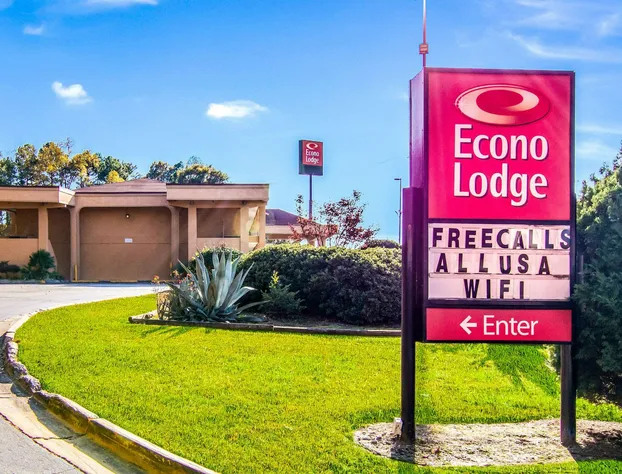 Econo
Lodge
Econo
Lodge
FREECALLS
ALLUSA
WIFI
← Enter